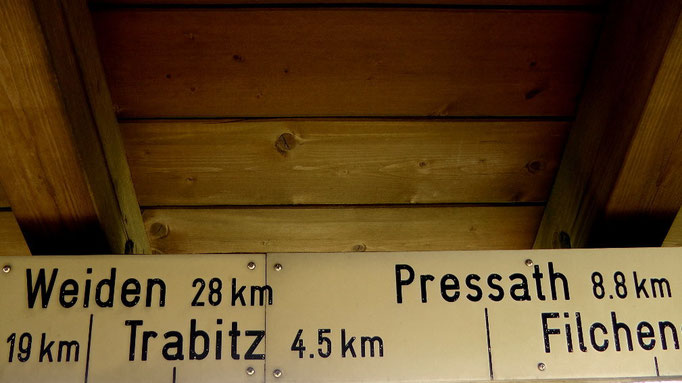 Weiden 28 km Pressath 8.8 km
19 km Trabitz 4.5 km Filchen